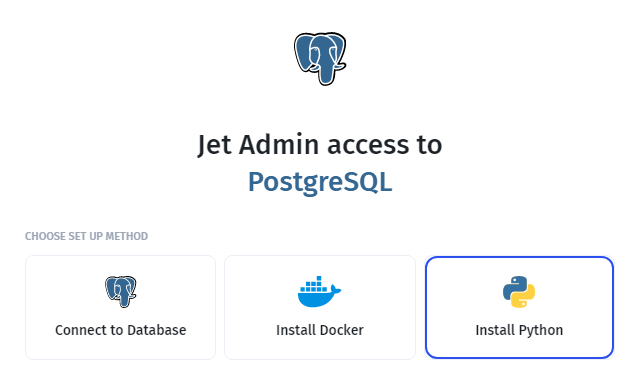 Jet Admin access to
PostgreSQL
CHOOSE SET UP METHOD
Connect to Database
Install Docker
Install Python